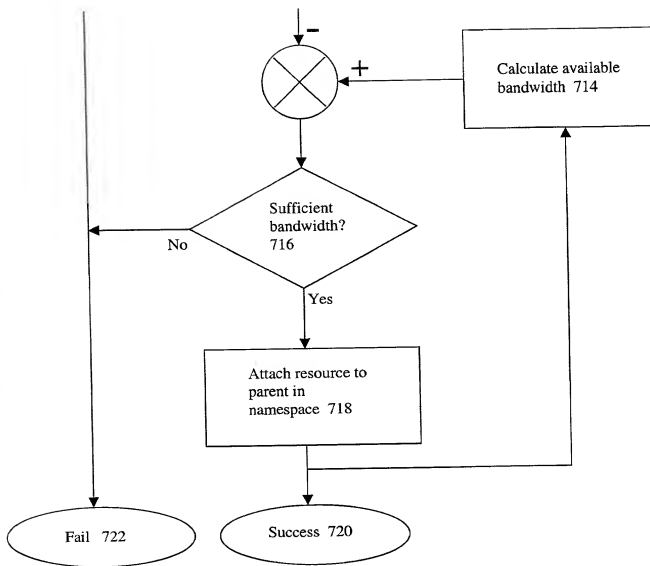 −
+
Calculate available
bandwidth 714
Sufficient
bandwidth?
716
No
Yes
Attach resource to
parent in
namespace 718
Fail 722
Success 720